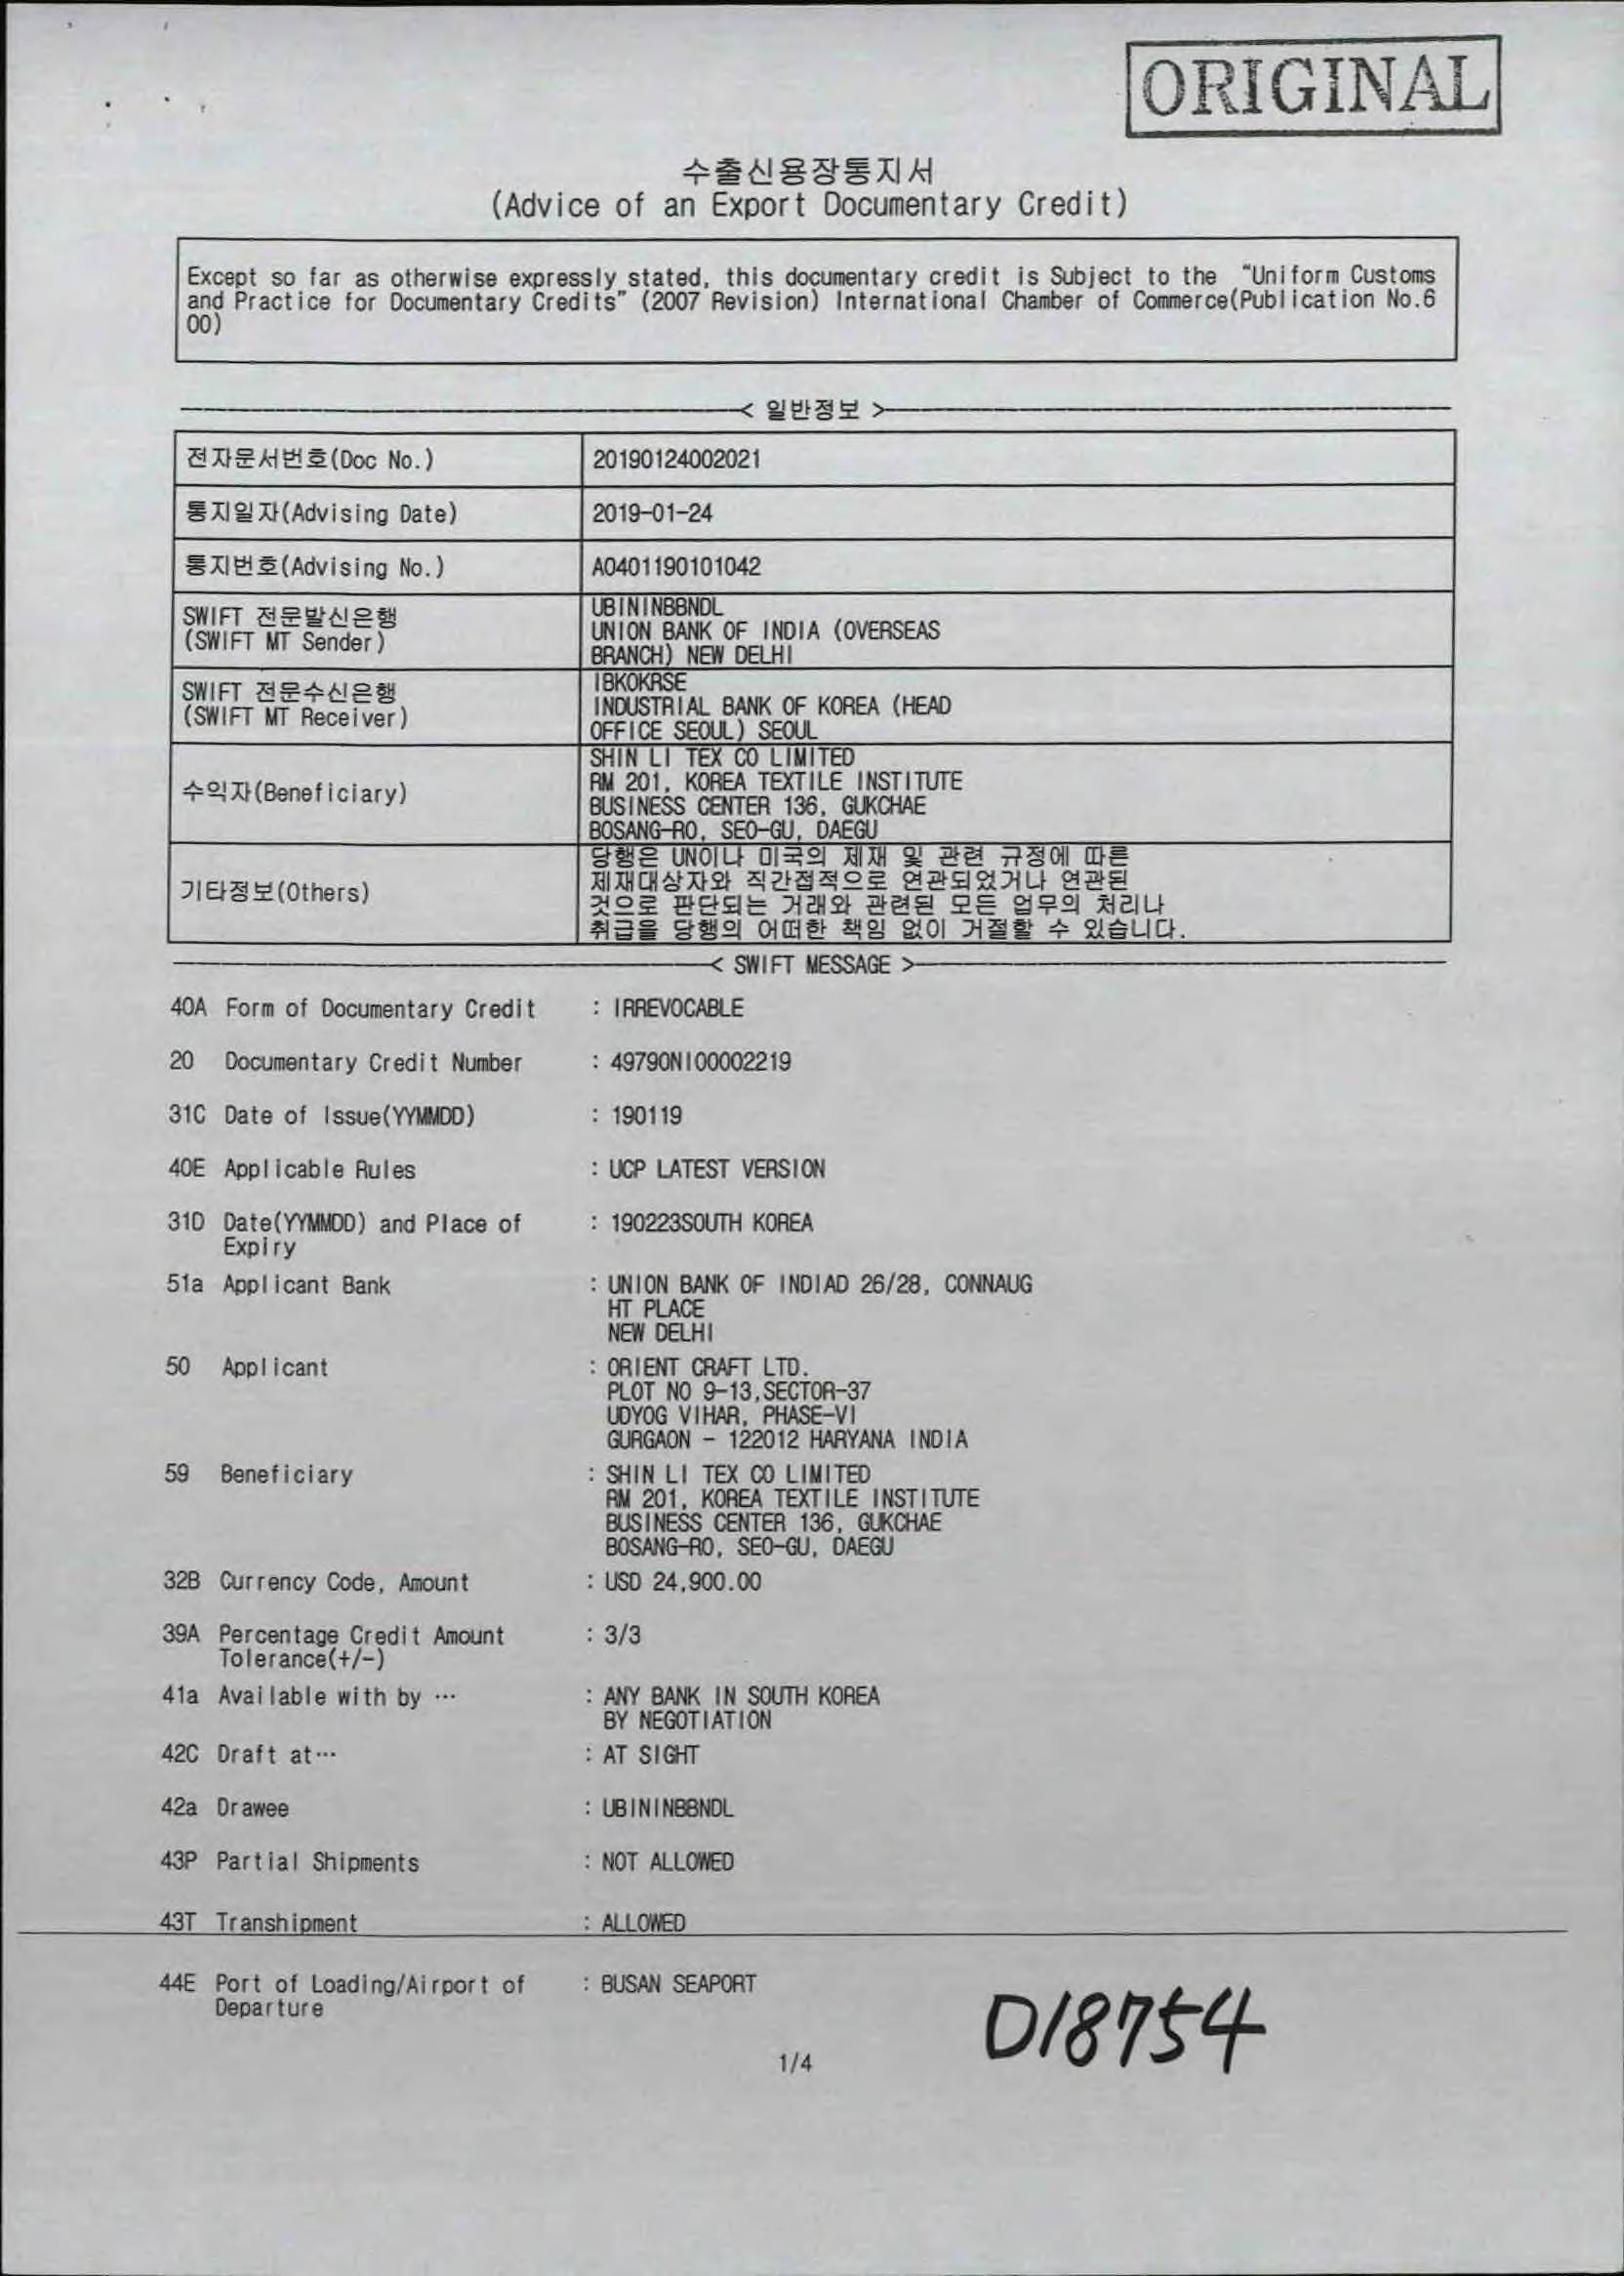 ORIGINAL
수출신용장통지서
(Advice of an Export Documentary Credit)
Except so far as otherwise expressly stated, this documentary credit is Subject to the "Uniform Customs
and Practice for Documentary Credits" (2007 Revision) International Chamber of Commerce(Publication No.6
00)
< 일반정보 >
전자문서번호(Doc No.) 20190124002021
통지일자(Advising Date) 2019-01-24
통지번호(Advising No.) A0401190101042
SWIFT 전문발신은행
(SWIFT MT Sender)
UBININBBNDL
UNION BANK OF INDIA (OVERSEAS
BRANCH) NEW DELHI
SWIFT 전문수신은행
(SWIFT MT Receiver)
IBKOKRSE
INDUSTRIAL BANK OF KOREA (HEAD
OFFICE SEOUL) SEOUL
수익자(Beneficiary)
SHIN LI TEX CO LIMITED
RM 201, KOREA TEXTILE INSTITUTE
BUSINESS CENTER 136, GUKCHAE
BOSANG-RO, SEO-GU, DAEGU
기타정보(Others)
당행은 UN이나 미국의 제재 및 관련 규정에 따른
제재대상자와 직간접적으로 연관되었거나 연관된
것으로 판단되는 거래와 관련된 모든 업무의 처리나
취급을 당행의 어떠한 책임 없이 거절할 수 있습니다.
< SWIFT MESSAGE >
40A Form of Documentary Credit : IRREVOCABLE
20 Documentary Credit Number : 49790NI00002219
31C Date of Issue(YYMMDD) : 190119
40E Applicable Rules : UCP LATEST VERSION
31D Date(YYMMDD) and Place of : 190223SOUTH KOREA
Expiry
51a Applicant Bank : UNION BANK OF INDIAD 26/28, CONNAUG
HT PLACE
NEW DELHI
50 Applicant : ORIENT CRAFT LTD.
PLOT NO 9-13,SECTOR-37
UDYOG VIHAR, PHASE-VI
GURGAON - 122012 HARYANA INDIA
59 Beneficiary : SHIN LI TEX CO LIMITED
RM 201, KOREA TEXTILE INSTITUTE
BUSINESS CENTER 136, GUKCHAE
BOSANG-RO, SEO-GU, DAEGU
32B Currency Code, Amount : USD 24,900.00
39A Percentage Credit Amount : 3/3
Tolerance(+/-)
41a Available with by … : ANY BANK IN SOUTH KOREA
BY NEGOTIATION
42C Draft at… : AT SIGHT
42a Drawee : UBININBBNDL
43P Partial Shipments : NOT ALLOWED
43T Transhipment : ALLOWED
44E Port of Loading/Airport of : BUSAN SEAPORT
Departure
D18754
1/4